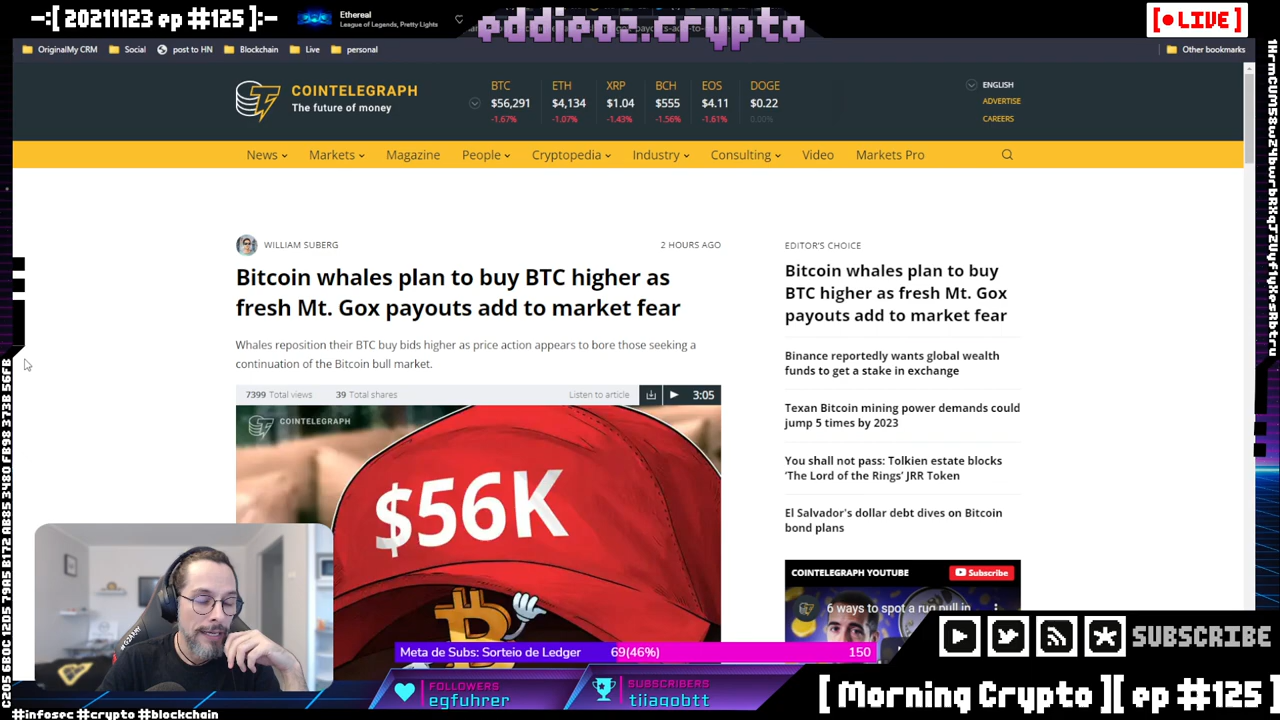 -:[ 20211123 ep #125 ]:-
Ethereal
League of Legends, Pretty Lights
eddieoz.crypto
[ LIVE ]
OriginalMy CRM
Social
post to HN
Blockchain
Live
personal
Other bookmarks
COINTELEGRAPH
The future of money
BTC
ETH
XRP
BCH
EOS
DOGE
$56,291
$4,134
$1.04
$555
$4.11
$0.22
-1.67%
-1.07%
-1.43%
-1.56%
-1.61%
0.00%
ENGLISH
ADVERTISE
CAREERS
News
Markets
Magazine
People
Cryptopedia
Industry
Consulting
Video
Markets Pro
WILLIAM SUBERG
2 HOURS AGO
Bitcoin whales plan to buy BTC higher as
fresh Mt. Gox payouts add to market fear
Whales reposition their BTC buy bids higher as price action appears to bore those seeking a
continuation of the Bitcoin bull market.
7399 Total views
39 Total shares
Listen to article
3:05
COINTELEGRAPH
$56K
EDITOR'S CHOICE
Bitcoin whales plan to buy
BTC higher as fresh Mt. Gox
payouts add to market fear
Binance reportedly wants global wealth
funds to get a stake in exchange
Texan Bitcoin mining power demands could
jump 5 times by 2023
You shall not pass: Tolkien estate blocks
'The Lord of the Rings' JRR Token
El Salvador's dollar debt dives on Bitcoin
bond plans
COINTELEGRAPH YOUTUBE
Subscribe
6 ways to spot a rug pull in
Meta de Subs: Sorteio de Ledger
69(46%)
150
FOLLOWERS
egfuhrer
SUBSCRIBERS
tiiagobtt
SUBSCRIBE
[ Morning Crypto ][ ep #125 ]
#infosec #crypto #blockchain